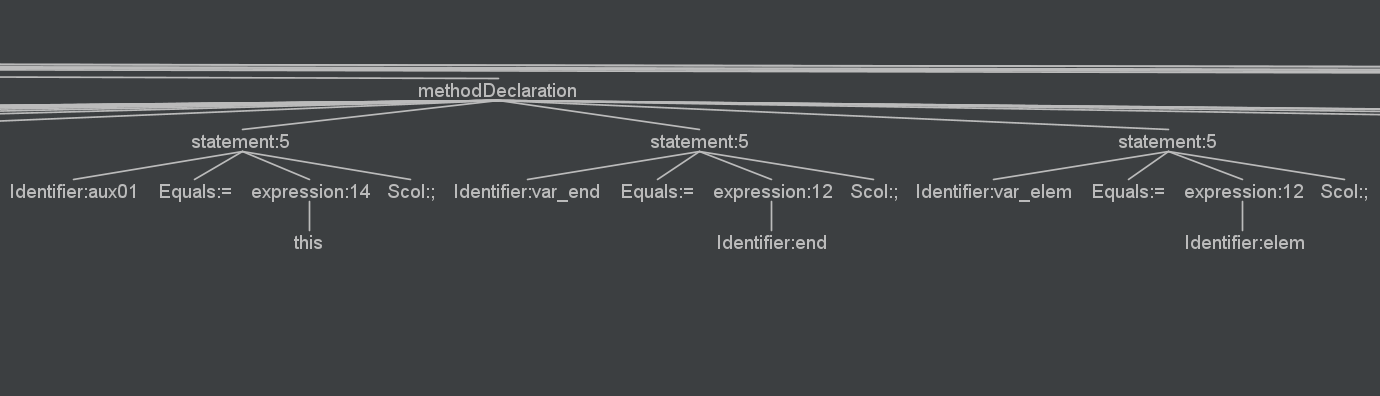 methodDeclaration
statement:5 statement:5 statement:5
Identifier:aux01 Equals:= expression:14 Scol:; Identifier:var_end Equals:= expression:12 Scol:; Identifier:var_elem Equals:= expression:12 Scol:;
this Identifier:end Identifier:elem